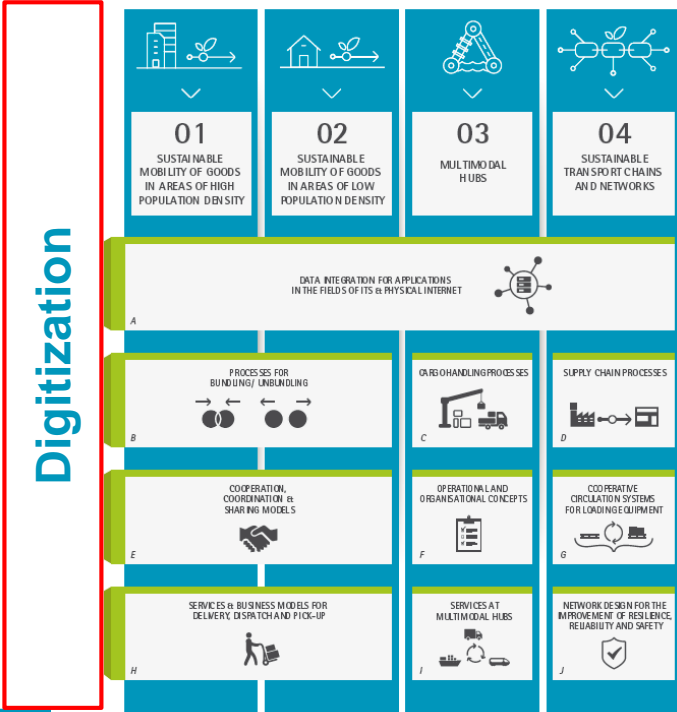 Digitization
01
SUSTAINABLE
MOBILITY OF GOODS
IN AREAS OF HIGH
POPULATION DENSITY
02
SUSTAINABLE
MOBILITY OF GOODS
IN AREAS OF LOW
POPULATION DENSITY
03
MULTIMODAL
HUBS
04
SUSTAINABLE
TRANSPORT CHAINS
AND NETWORKS
DATA INTEGRATION FOR APPLICATIONS
IN THE FIELDS OF ITS & PHYSICAL INTERNET
A
PROCESSES FOR
BUNDLING/ UNBUNDLING
B
CARGO HANDLING PROCESSES
C
SUPPLY CHAIN PROCESSES
D
COOPERATION,
COORDINATION &
SHARING MODELS
E
OPERATIONAL AND
ORGANISATIONAL CONCEPTS
F
COOPERATIVE
CIRCULATION SYSTEMS
FOR LOADING EQUIPMENT
G
SERVICES & BUSINESS MODELS FOR
DELIVERY, DISPATCH AND PICK-UP
H
SERVICES AT
MULTIMODAL HUBS
I
NETWORK DESIGN FOR THE
IMPROVEMENT OF RESILIENCE,
RELIABILITY AND SAFETY
J